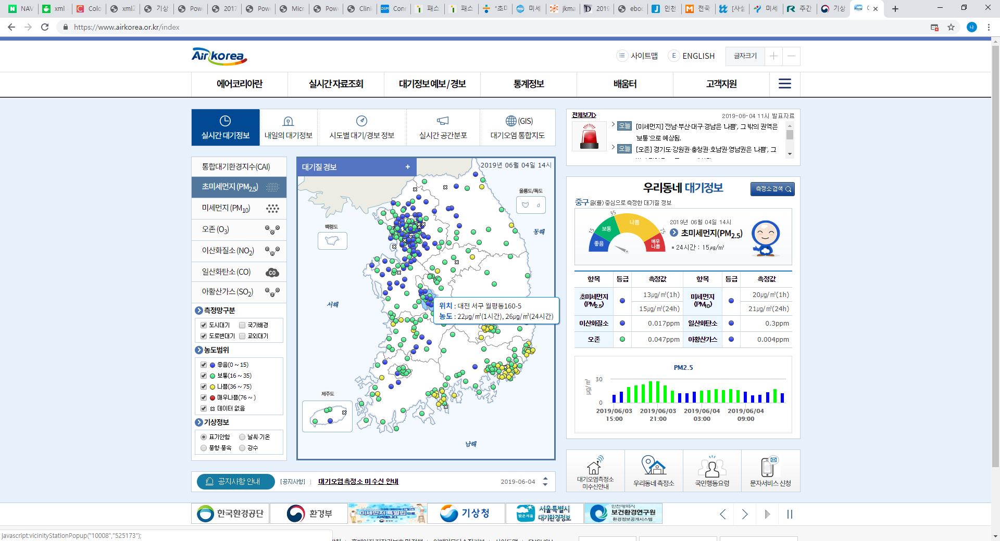 NAV
xml
Colo
xml
기상
Pow
2017
Pow
Micr
Pow
Clini
Conr
패스
패스
"초미
미세
jkma
2019
eboo
인천
전국
[사설
미세
주간
기상
https://www.airkorea.or.kr/index
나
Airkorea
사이트맵
E ENGLISH
글자크기
에어코리아란
실시간 자료조회
대기정보 예보 / 경보
통계정보
배움터
고객지원
실시간 대기정보
내일의 대기정보
시도별 대기/경보 정보
실시간 공간분포
(GIS)
대기오염 통합지도
전체보기>
2019-06-04 11시 발표자료
오늘 [미세먼지] 전남·부산·대구·경남은 '나쁨', 그 밖의 권역은
'보통'으로 예상됨.
오늘 [오존] 경기도·강원권·충청권·호남권·영남권은 '나쁨', 그
통합대기환경지수(CAI)
초미세먼지 (PM2.5)
미세먼지 (PM10)
오존 (O3)
이산화질소 (NO2)
일산화탄소 (CO)
CO
아황산가스 (SO2)
측정망구분
도시대기
국가배경
도로변대기
교외대기
농도범위
좋음(0 ~ 15)
보통(16 ~ 35)
나쁨(36 ~ 75)
매우나쁨(76 ~ )
데이터 없음
기상정보
표기안함
날씨·기온
풍향·풍속
강수
대기질 경보 +
2019년 06월 04일 14시
울릉도/독도
백령도
동해
서해
위치 : 대전 서구 월평동160-5
농도 : 22㎍/㎥(1시간), 26㎍/㎥(24시간)
제주도
남해
우리동네 대기정보
측정소 검색
중구 을(를) 중심으로 측정한 대기질 정보
15
35
75
좋음
보통
나쁨
매우
나쁨
2019년 06월 04일 14시
초미세먼지(PM2.5)
24시간 : 15㎍/㎥
항목 등급 측정값 항목 등급 측정값
초미세먼지
(PM2.5)
13㎍/㎥(1h)
15㎍/㎥(24h)
미세먼지
(PM10)
20㎍/㎥(1h)
21㎍/㎥(24h)
이산화질소 0.017ppm 일산화탄소 0.3ppm
오존 0.047ppm 아황산가스 0.004ppm
PM2.5
㎍/㎥
30
0
2019/06/03
15:00
2019/06/03
21:00
2019/06/04
03:00
2019/06/04
09:00
대기오염측정소
미수신안내
우리동네 측정소
국민행동요령
문자서비스 신청
공지사항 안내
[공지사항]
대기오염 측정소 미수신 안내
2019-06-04
한국환경공단
환경부
미세먼지 특별법으로
시작합니다.
기상청
맑은서울
서울특별시
대기환경정보
인천광역시
보건환경연구원
환경정보공개시스템
javascript:vicinityStationPopup("10008","525173");